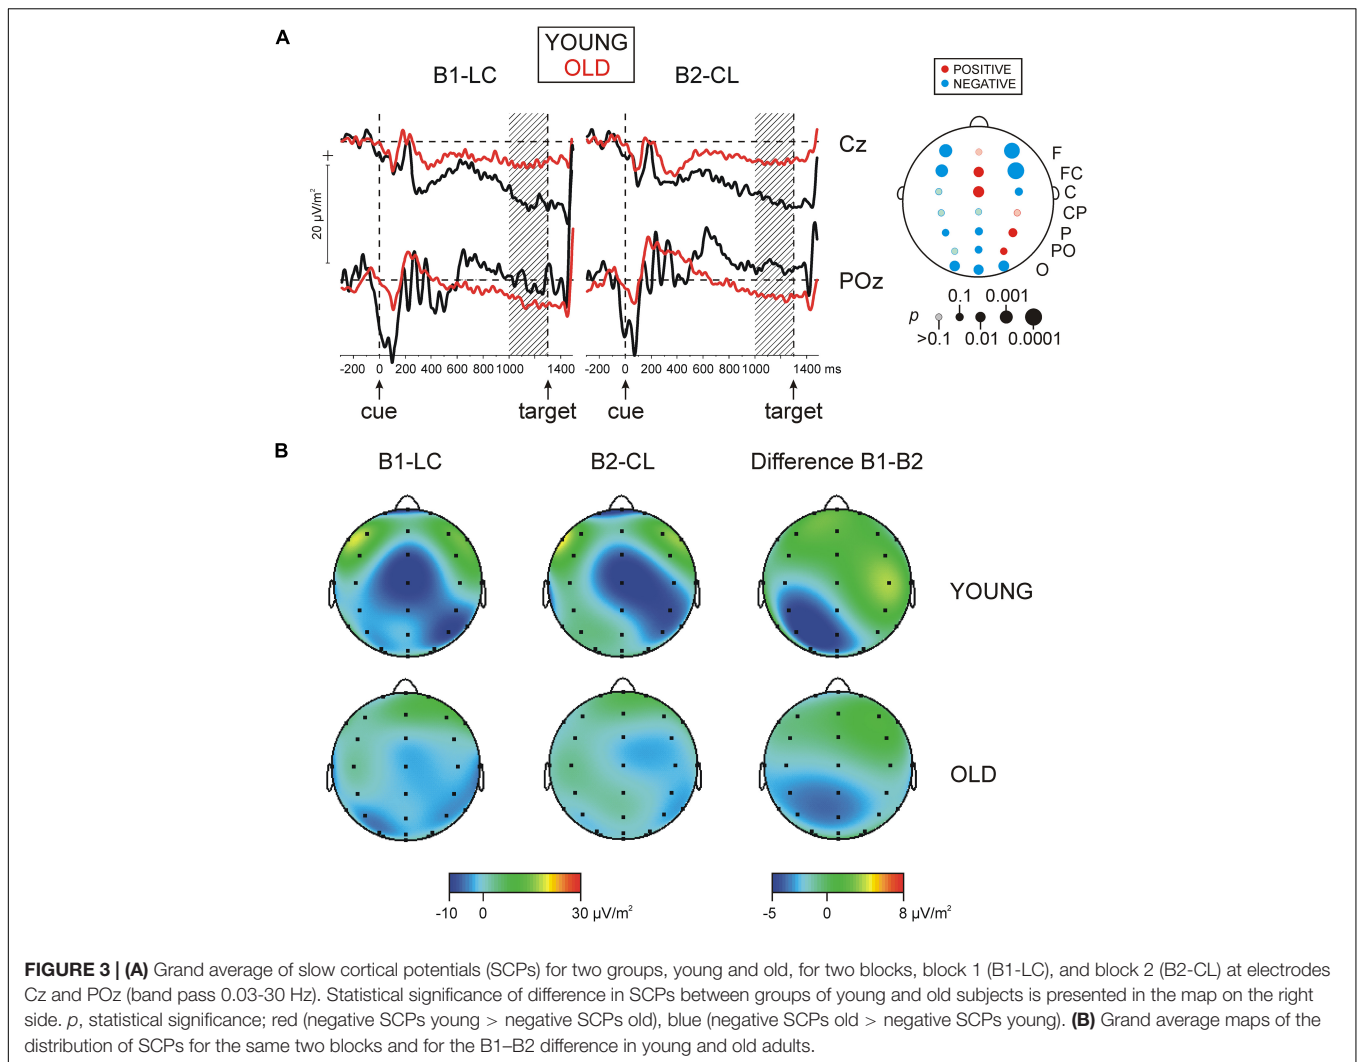 A
YOUNG
OLD
B1-LC
B2-CL
POSITIVE
NEGATIVE
Cz
POz
20 µV/m²
F
FC
C
CP
P
PO
O
p
0.1
0.001
>0.1
0.01
0.0001
-200 0 200 400 600 800 1000 1400
-200 0 200 400 600 800 1000 1400 ms
cue
target
cue
target
B
B1-LC
B2-CL
Difference B1-B2
YOUNG
OLD
-10 0 30 µV/m²
-5 0 8 µV/m²
FIGURE 3 | (A) Grand average of slow cortical potentials (SCPs) for two groups, young and old, for two blocks, block 1 (B1-LC), and block 2 (B2-CL) at electrodes
Cz and POz (band pass 0.03-30 Hz). Statistical significance of difference in SCPs between groups of young and old subjects is presented in the map on the right
side. p, statistical significance; red (negative SCPs young > negative SCPs old), blue (negative SCPs old > negative SCPs young). (B) Grand average maps of the
distribution of SCPs for the same two blocks and for the B1–B2 difference in young and old adults.